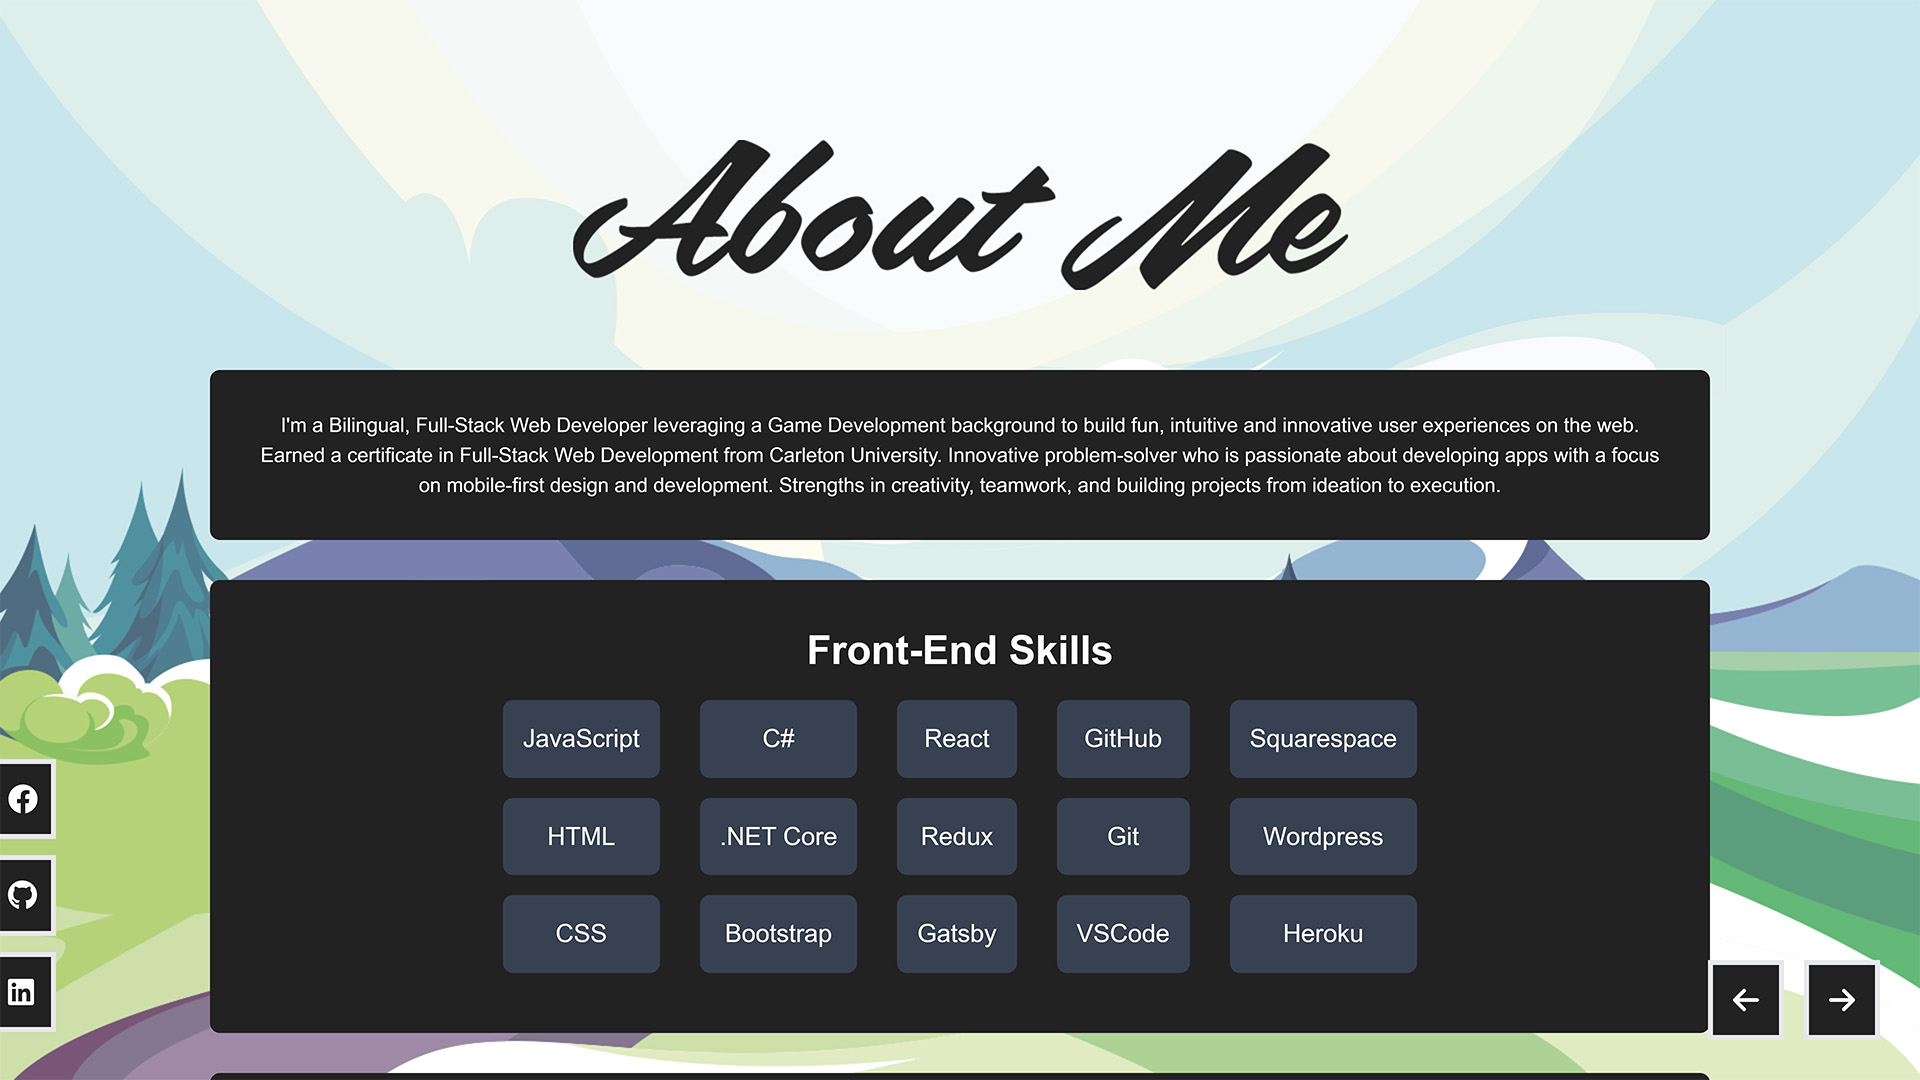 About Me
I'm a Bilingual, Full-Stack Web Developer leveraging a Game Development background to build fun, intuitive and innovative user experiences on the web.
Earned a certificate in Full-Stack Web Development from Carleton University. Innovative problem-solver who is passionate about developing apps with a focus
on mobile-first design and development. Strengths in creativity, teamwork, and building projects from ideation to execution.
Front-End Skills
JavaScript C# React GitHub Squarespace
HTML .NET Core Redux Git Wordpress
CSS Bootstrap Gatsby VSCode Heroku
in